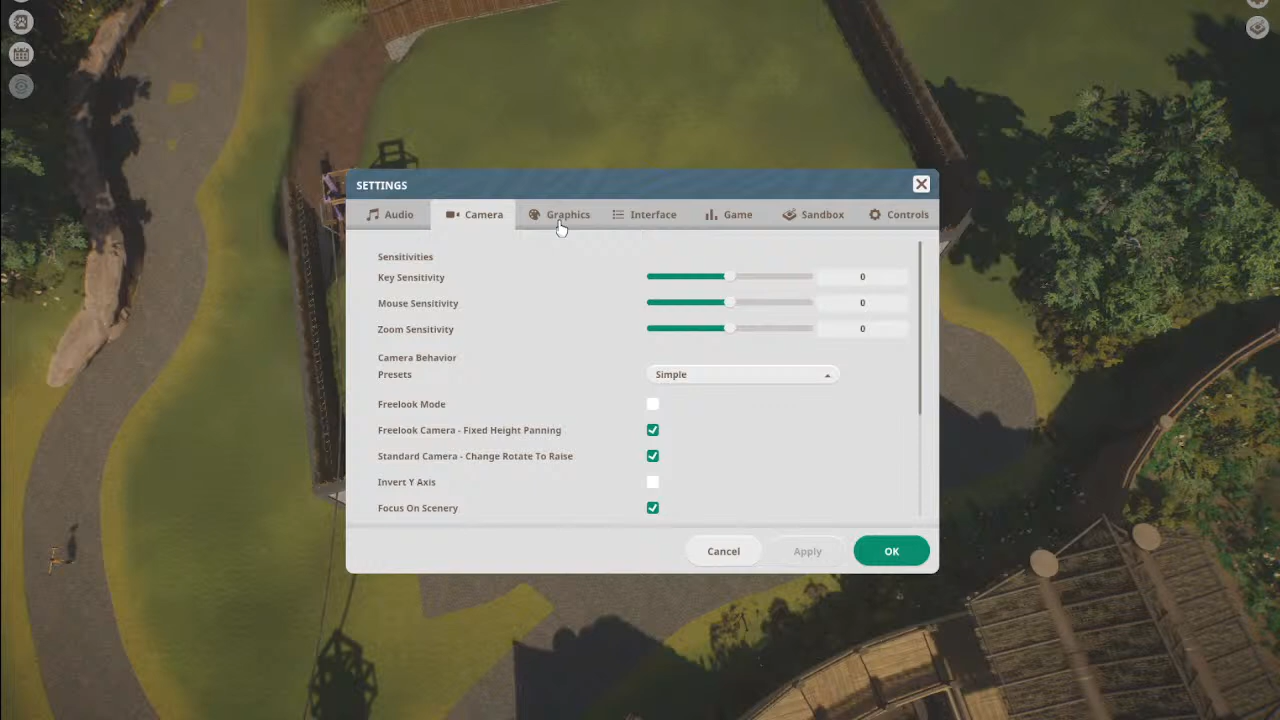 SETTINGS
Audio Camera Graphics Interface Game Sandbox Controls
Sensitivities
Key Sensitivity 0
Mouse Sensitivity 0
Zoom Sensitivity 0
Camera Behavior
Presets Simple
Freelook Mode
Freelook Camera - Fixed Height Panning
Standard Camera - Change Rotate To Raise
Invert Y Axis
Focus On Scenery
Cancel Apply OK